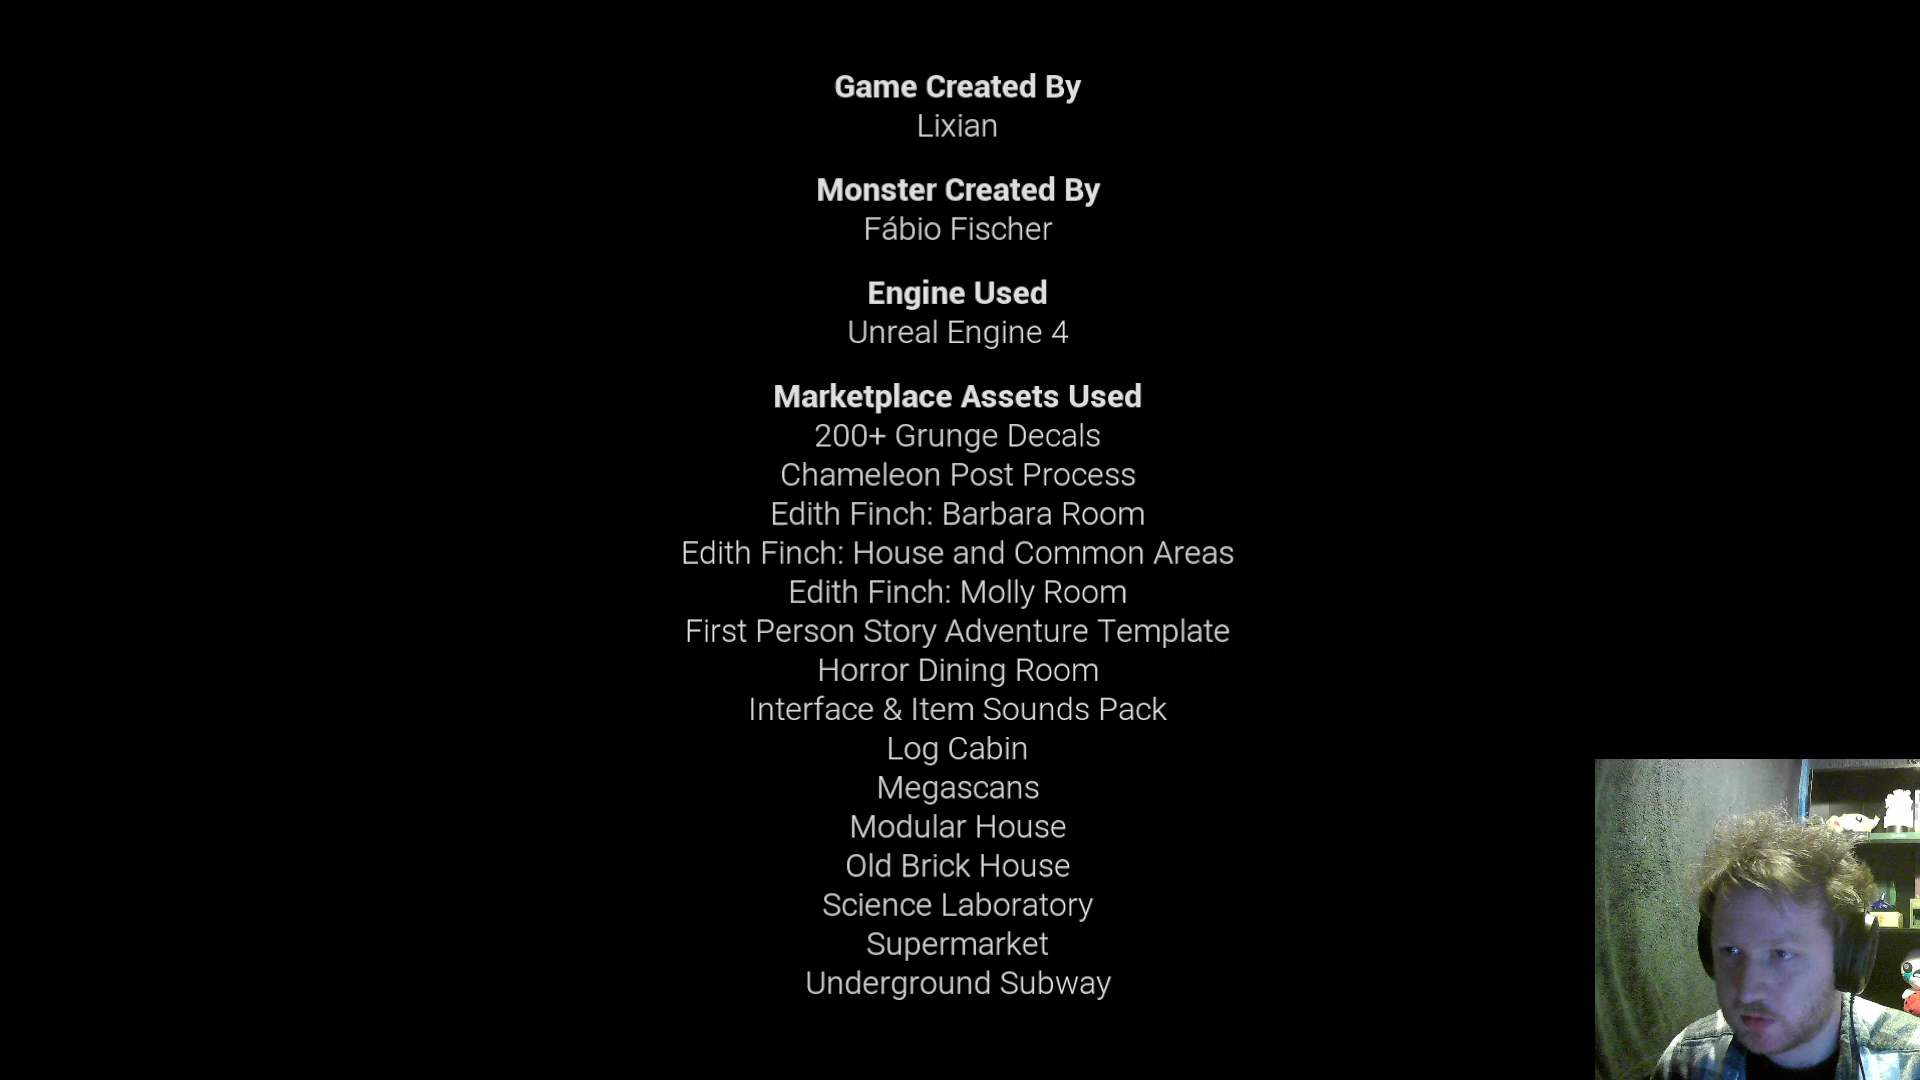 Game Created By
Lixian
Monster Created By
Fábio Fischer
Engine Used
Unreal Engine 4
Marketplace Assets Used
200+ Grunge Decals
Chameleon Post Process
Edith Finch: Barbara Room
Edith Finch: House and Common Areas
Edith Finch: Molly Room
First Person Story Adventure Template
Horror Dining Room
Interface & Item Sounds Pack
Log Cabin
Megascans
Modular House
Old Brick House
Science Laboratory
Supermarket
Underground Subway